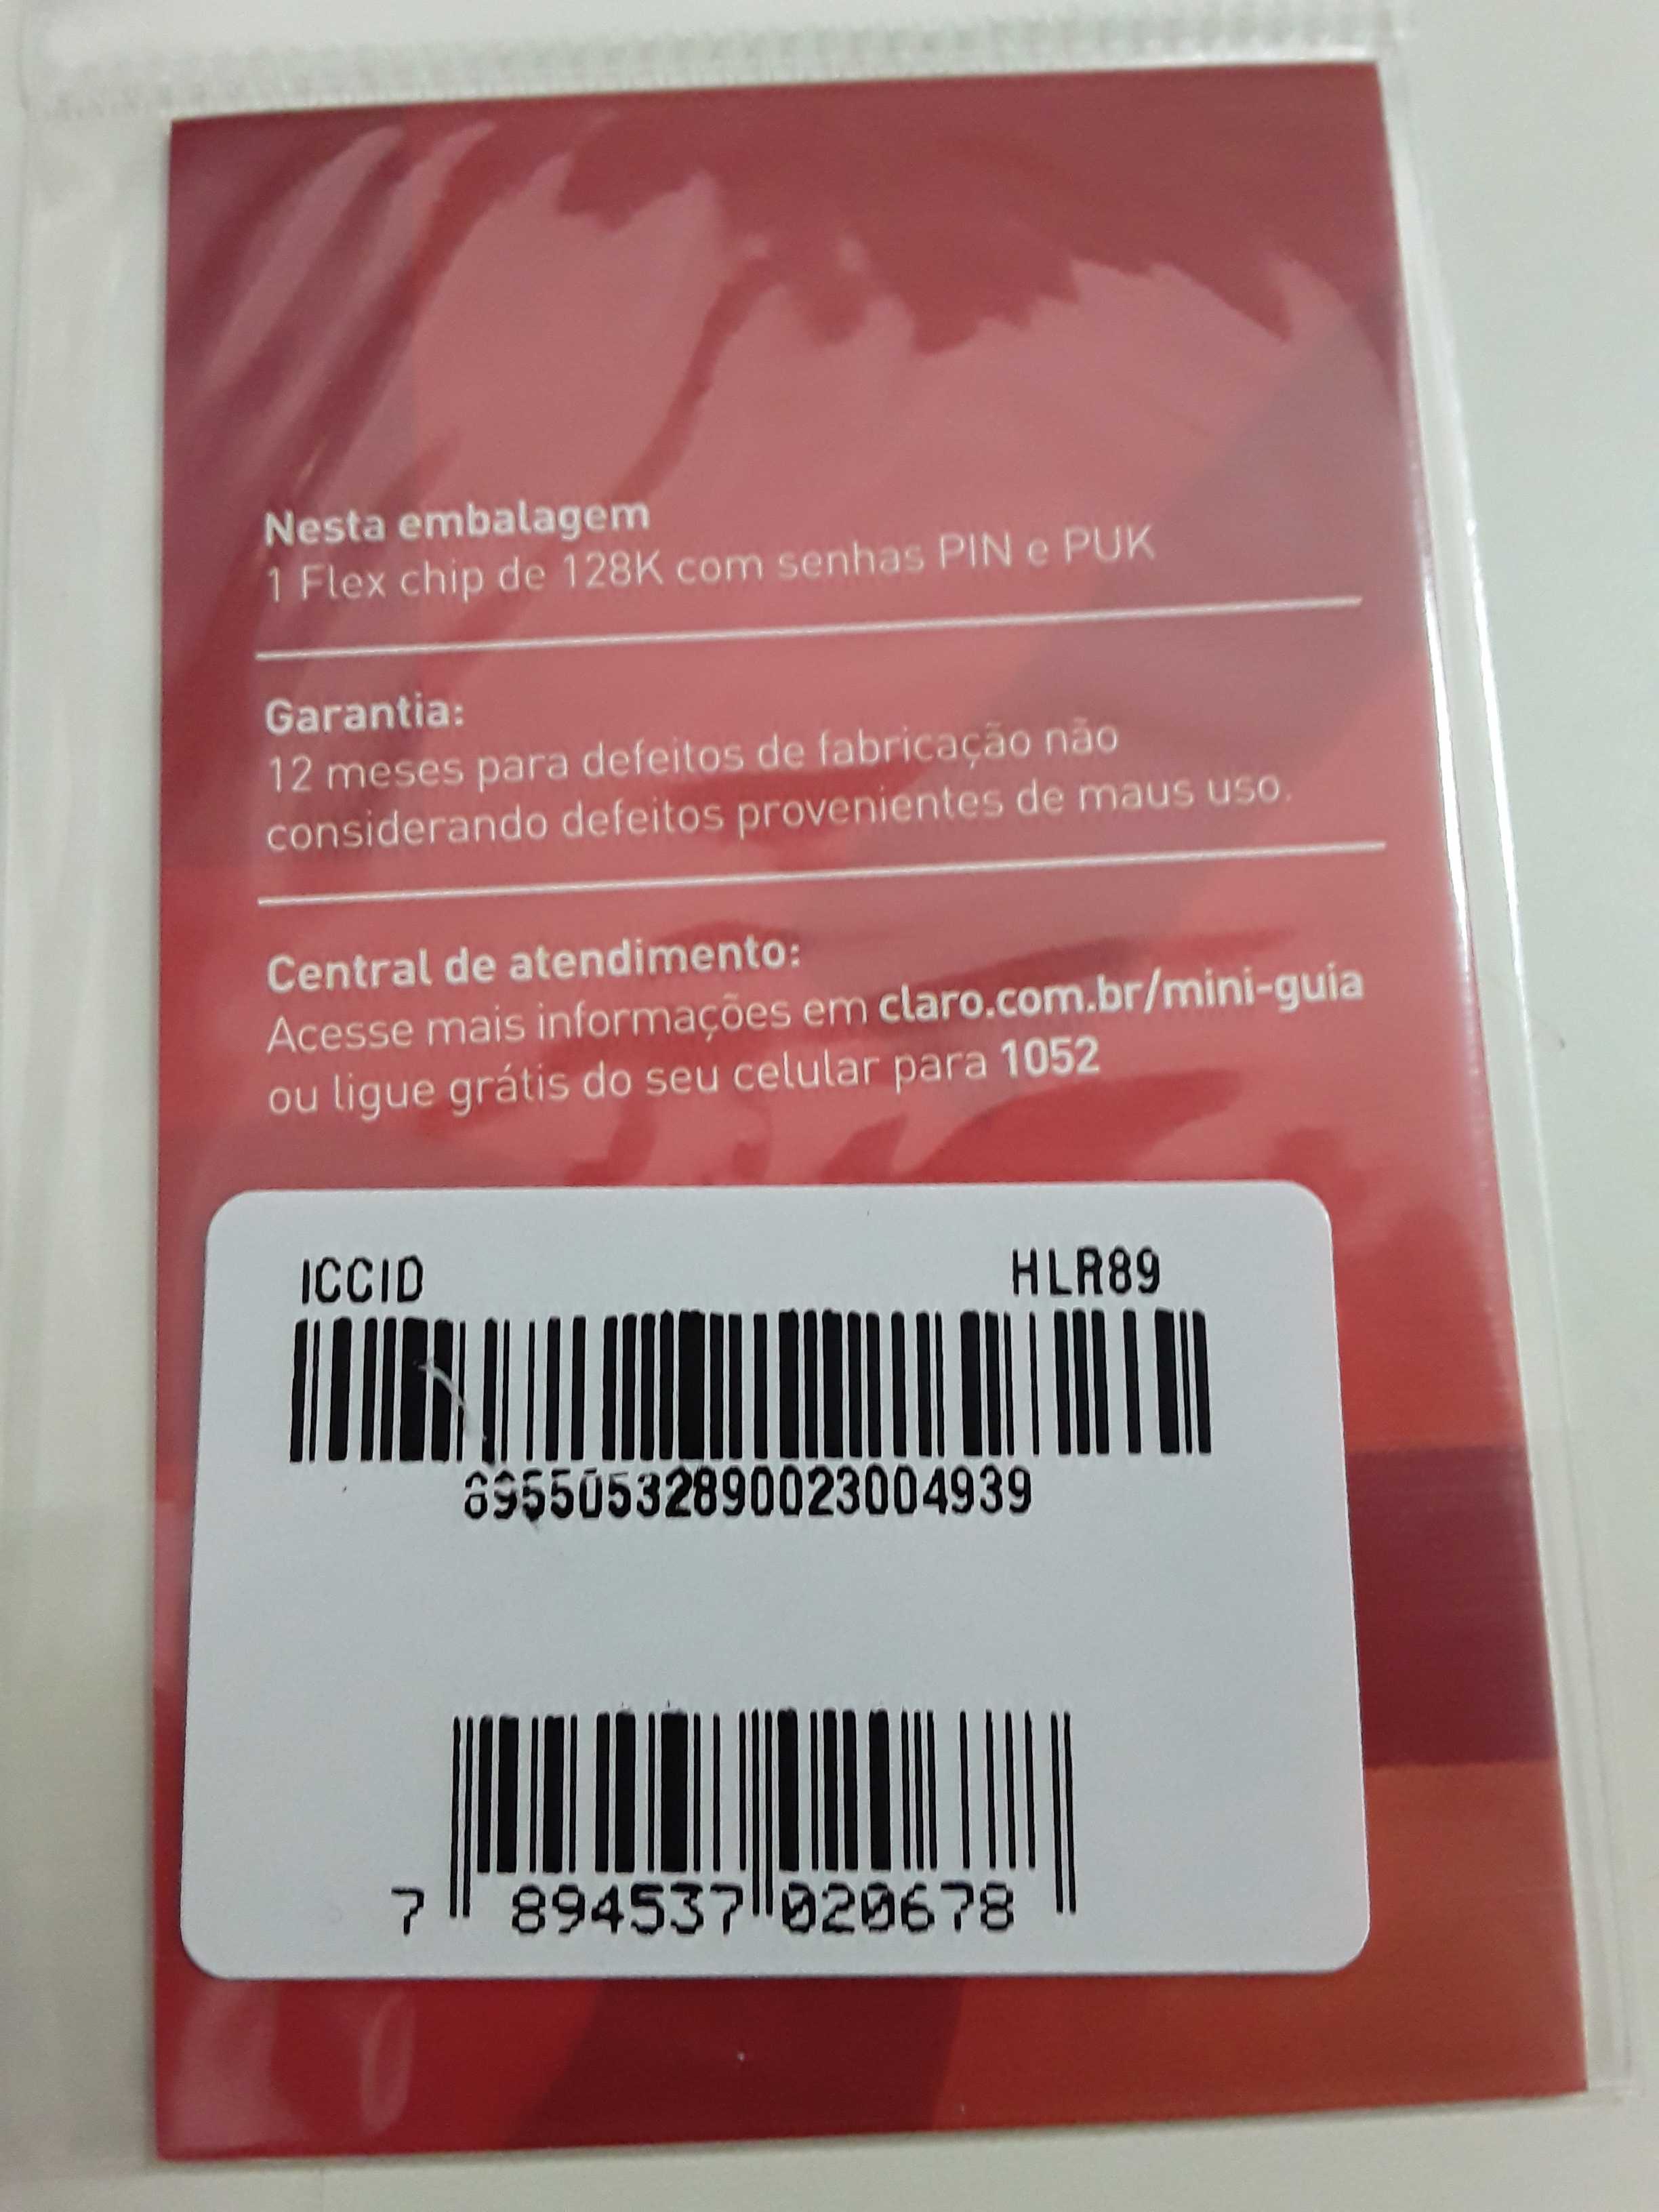 Nesta embalagem
1 Flex chip de 128K com senhas PIN e PUK
Garantia:
12 meses para defeitos de fabricação não
considerando defeitos provenientes de maus uso.
Central de atendimento:
Acesse mais informações em claro.com.br/mini-guia
ou ligue grátis do seu celular para 1052
ICCID HLR89
89550532890023004939
7 894537 020678